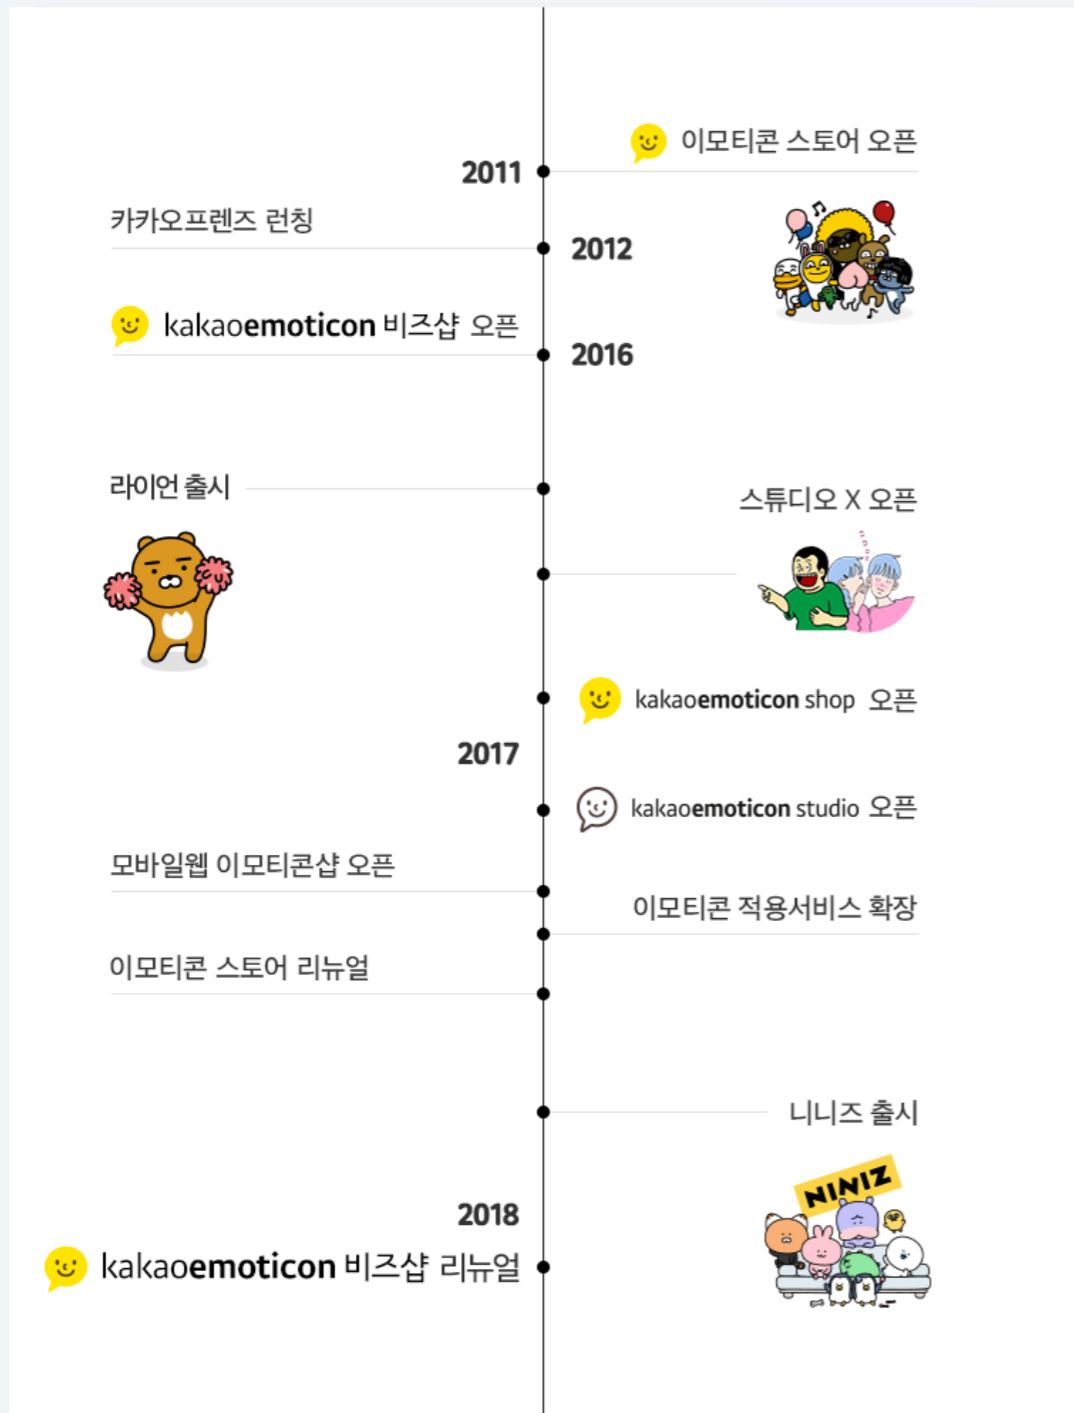 이모티콘 스토어 오픈
2011
카카오프렌즈 런칭
2012
kakaoemoticon 비즈샵 오픈
2016
라이언 출시
스튜디오 X 오픈
kakaoemoticon shop 오픈
2017
kakaoemoticon studio 오픈
모바일웹 이모티콘샵 오픈
이모티콘 적용서비스 확장
이모티콘 스토어 리뉴얼
니니즈 출시
NINIZ
2018
kakaoemoticon 비즈샵 리뉴얼